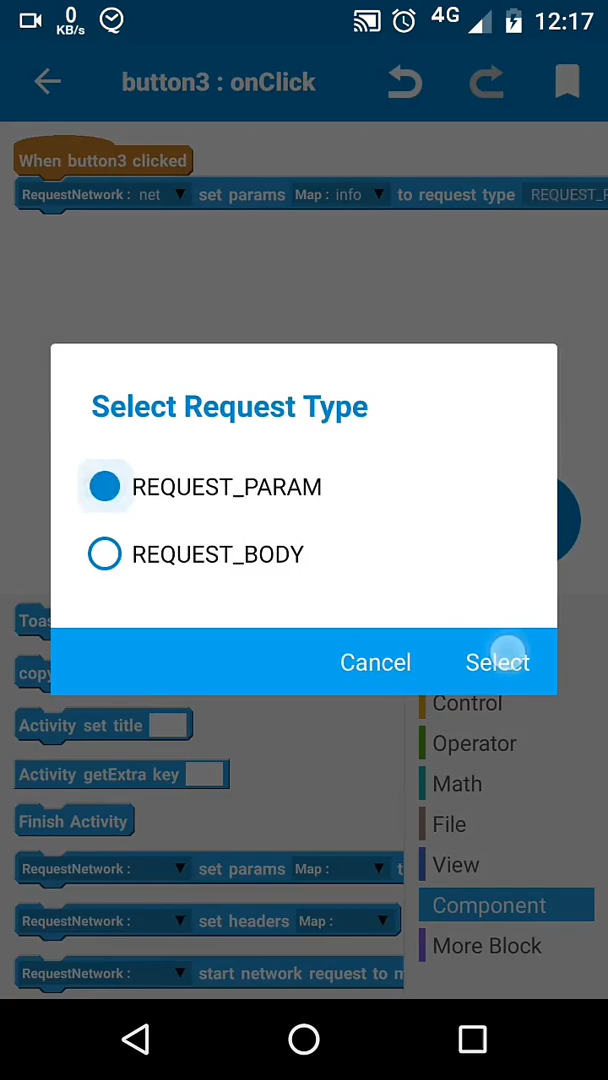 0 KB/s 4G 12:17
button3 : onClick
When button3 clicked
RequestNetwork : net set params Map : info to request type REQUEST_
Select Request Type
REQUEST_PARAM
REQUEST_BODY
Cancel Select
copy
Control
Activity set title
Operator
Activity getExtra key
Math
Finish Activity
File
View
RequestNetwork : set params Map : t
Component
RequestNetwork : set headers Map :
More Block
RequestNetwork : start network request to m